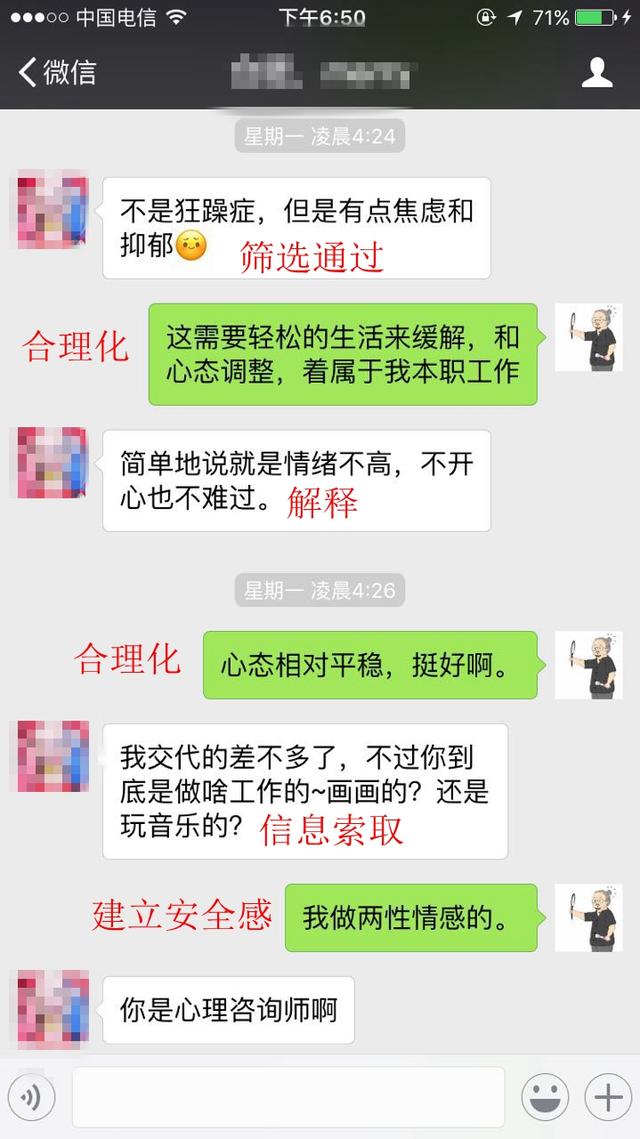 中国电信 下午6:50 71%
微信
星期一 凌晨4:24
不是狂躁症，但是有点焦虑和
抑郁
筛选通过
合理化
这需要轻松的生活来缓解，和
心态调整，着属于我本职工作
简单地说就是情绪不高，不开
心也不难过。
解释
星期一 凌晨4:26
合理化
心态相对平稳，挺好啊。
我交代的差不多了，不过你到
底是做啥工作的~画画的？还是
玩音乐的？
信息索取
建立安全感
我做两性情感的。
你是心理咨询师啊